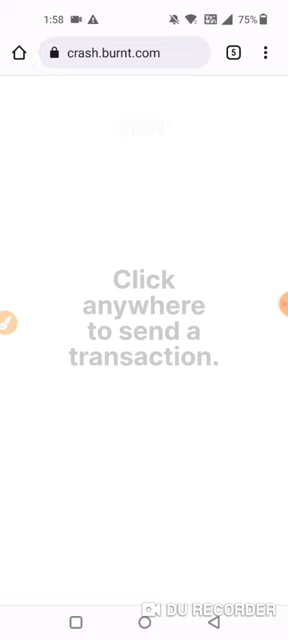 1:58
75%
crash.burnt.com
5
Click
anywhere
to send a
transaction.
DU RECORDER